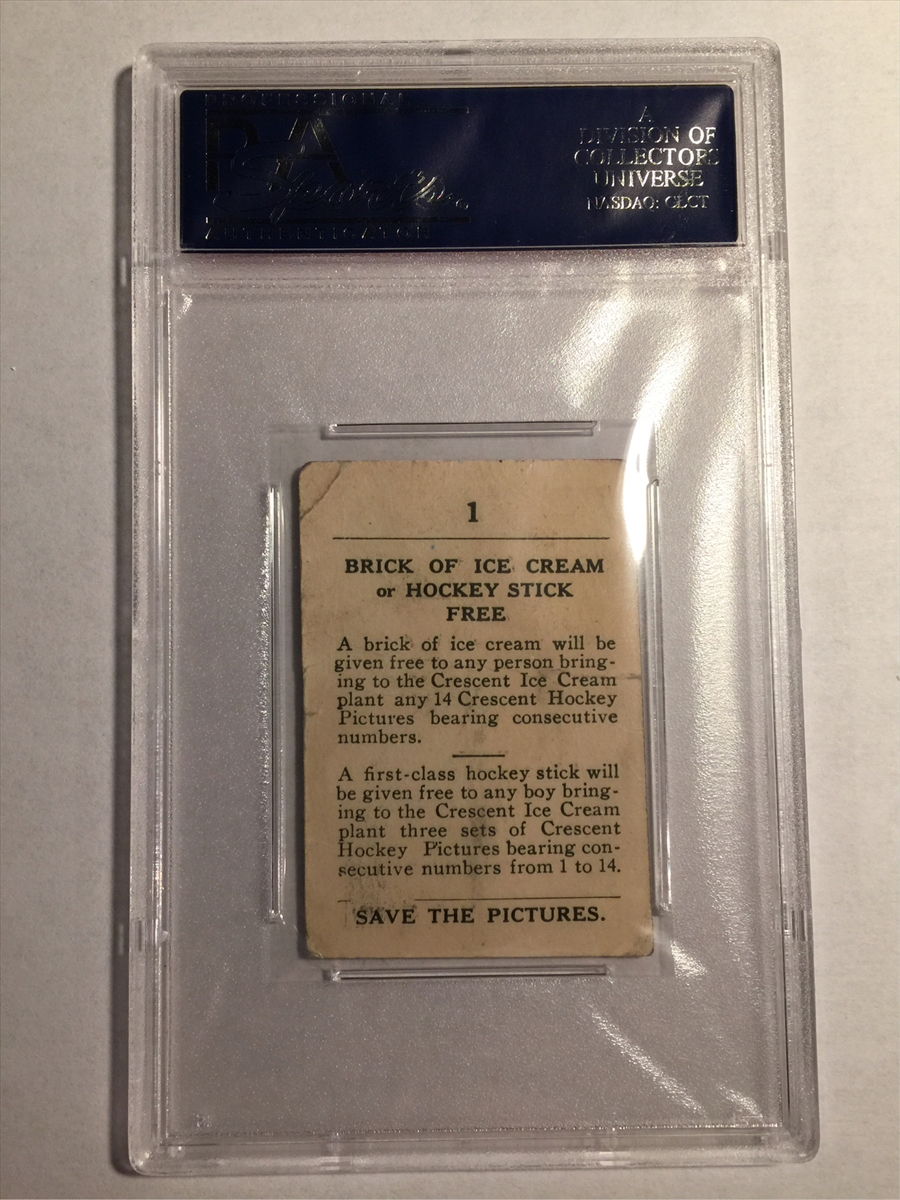 PROFESSIONAL
PSA
AUTHENTICATOR
A
DIVISION OF
COLLECTORS
UNIVERSE
NASDAQ: CLCT
1
BRICK OF ICE CREAM
or HOCKEY STICK
FREE
A brick of ice cream will be
given free to any person bring-
ing to the Crescent Ice Cream
plant any 14 Crescent Hockey
Pictures bearing consecutive
numbers.
A first-class hockey stick will
be given free to any boy bring-
ing to the Crescent Ice Cream
plant three sets of Crescent
Hockey Pictures bearing con-
secutive numbers from 1 to 14.
SAVE THE PICTURES.